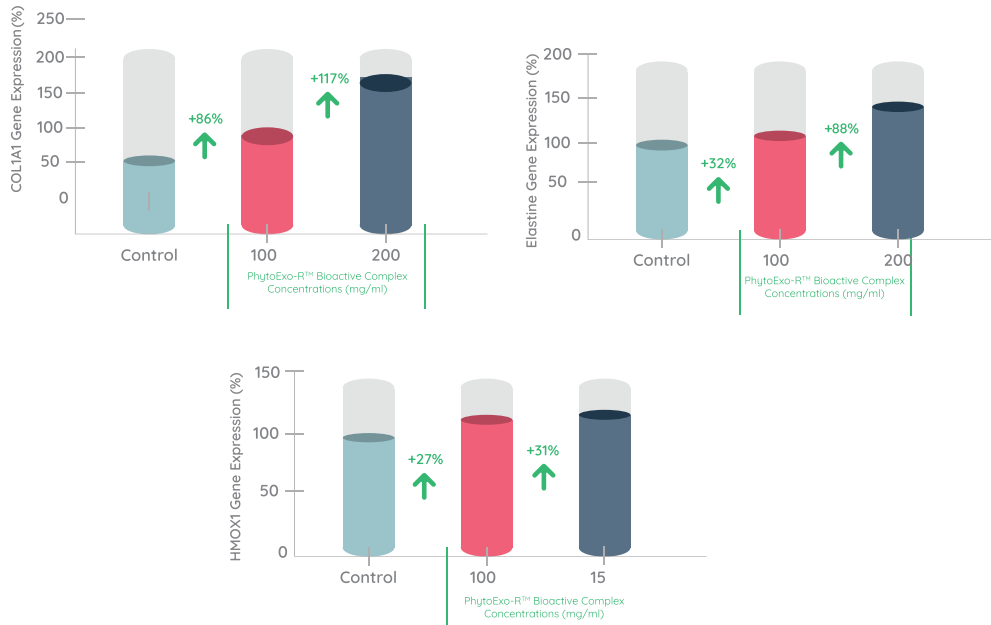 COL1A1 Gene Expression (%)
250
200
150
100
50
0
+86%
+117%
Control
100
200
PhytoExo-R™ Bioactive Complex
Concentrations (mg/ml)
Elastine Gene Expression (%)
200
150
100
50
0
+32%
+88%
Control
100
200
PhytoExo-R™ Bioactive Complex
Concentrations (mg/ml)
HMOX1 Gene Expression (%)
150
100
50
0
+27%
+31%
Control
100
15
PhytoExo-R™ Bioactive Complex
Concentrations (mg/ml)